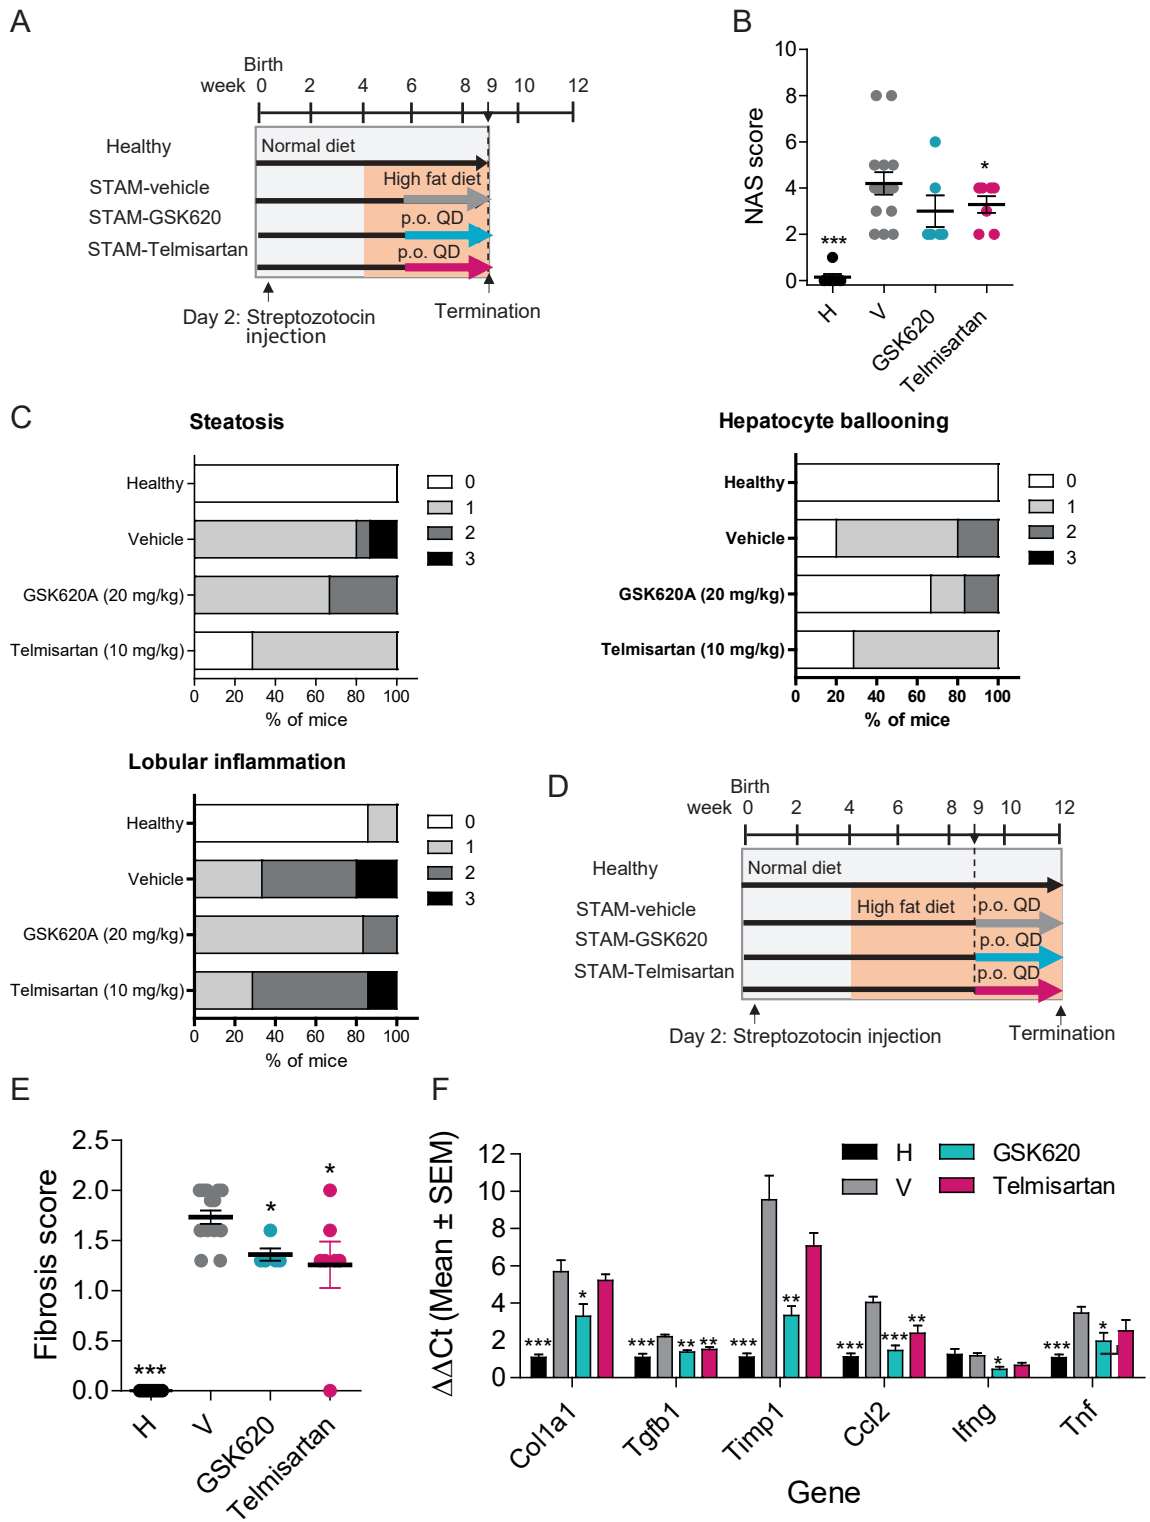 A
Birth
week 0 2 4 6 8 9 10 12
Healthy
Normal diet
STAM-vehicle
High fat diet
STAM-GSK620
p.o. QD
STAM-Telmisartan
p.o. QD
Day 2: Streptozotocin
injection
Termination
B
NAS score
10
8
6
4
2
0
***
*
H
V
GSK620
Telmisartan
C
Steatosis
Healthy
Vehicle
GSK620A (20 mg/kg)
Telmisartan (10 mg/kg)
0 20 40 60 80 100
% of mice
0
1
2
3
Hepatocyte ballooning
Healthy
Vehicle
GSK620A (20 mg/kg)
Telmisartan (10 mg/kg)
0 20 40 60 80 100
% of mice
0
1
2
3
Lobular inflammation
Healthy
Vehicle
GSK620A (20 mg/kg)
Telmisartan (10 mg/kg)
0 20 40 60 80 100
% of mice
0
1
2
3
D
Birth
week 0 2 4 6 8 9 10 12
Healthy
Normal diet
STAM-vehicle
High fat diet
p.o. QD
STAM-GSK620
p.o. QD
STAM-Telmisartan
p.o. QD
Day 2: Streptozotocin injection
Termination
E
Fibrosis score
2.5
2.0
1.5
1.0
0.5
0.0
***
*
*
H
V
GSK620
Telmisartan
F
ΔΔCt (Mean ± SEM)
12
10
8
6
4
2
0
H
V
GSK620
Telmisartan
*** * *** ** ** *** ** *** *** ** * *** *
Col1a1
Tgfb1
Timp1
Ccl2
Ifng
Tnf
Gene